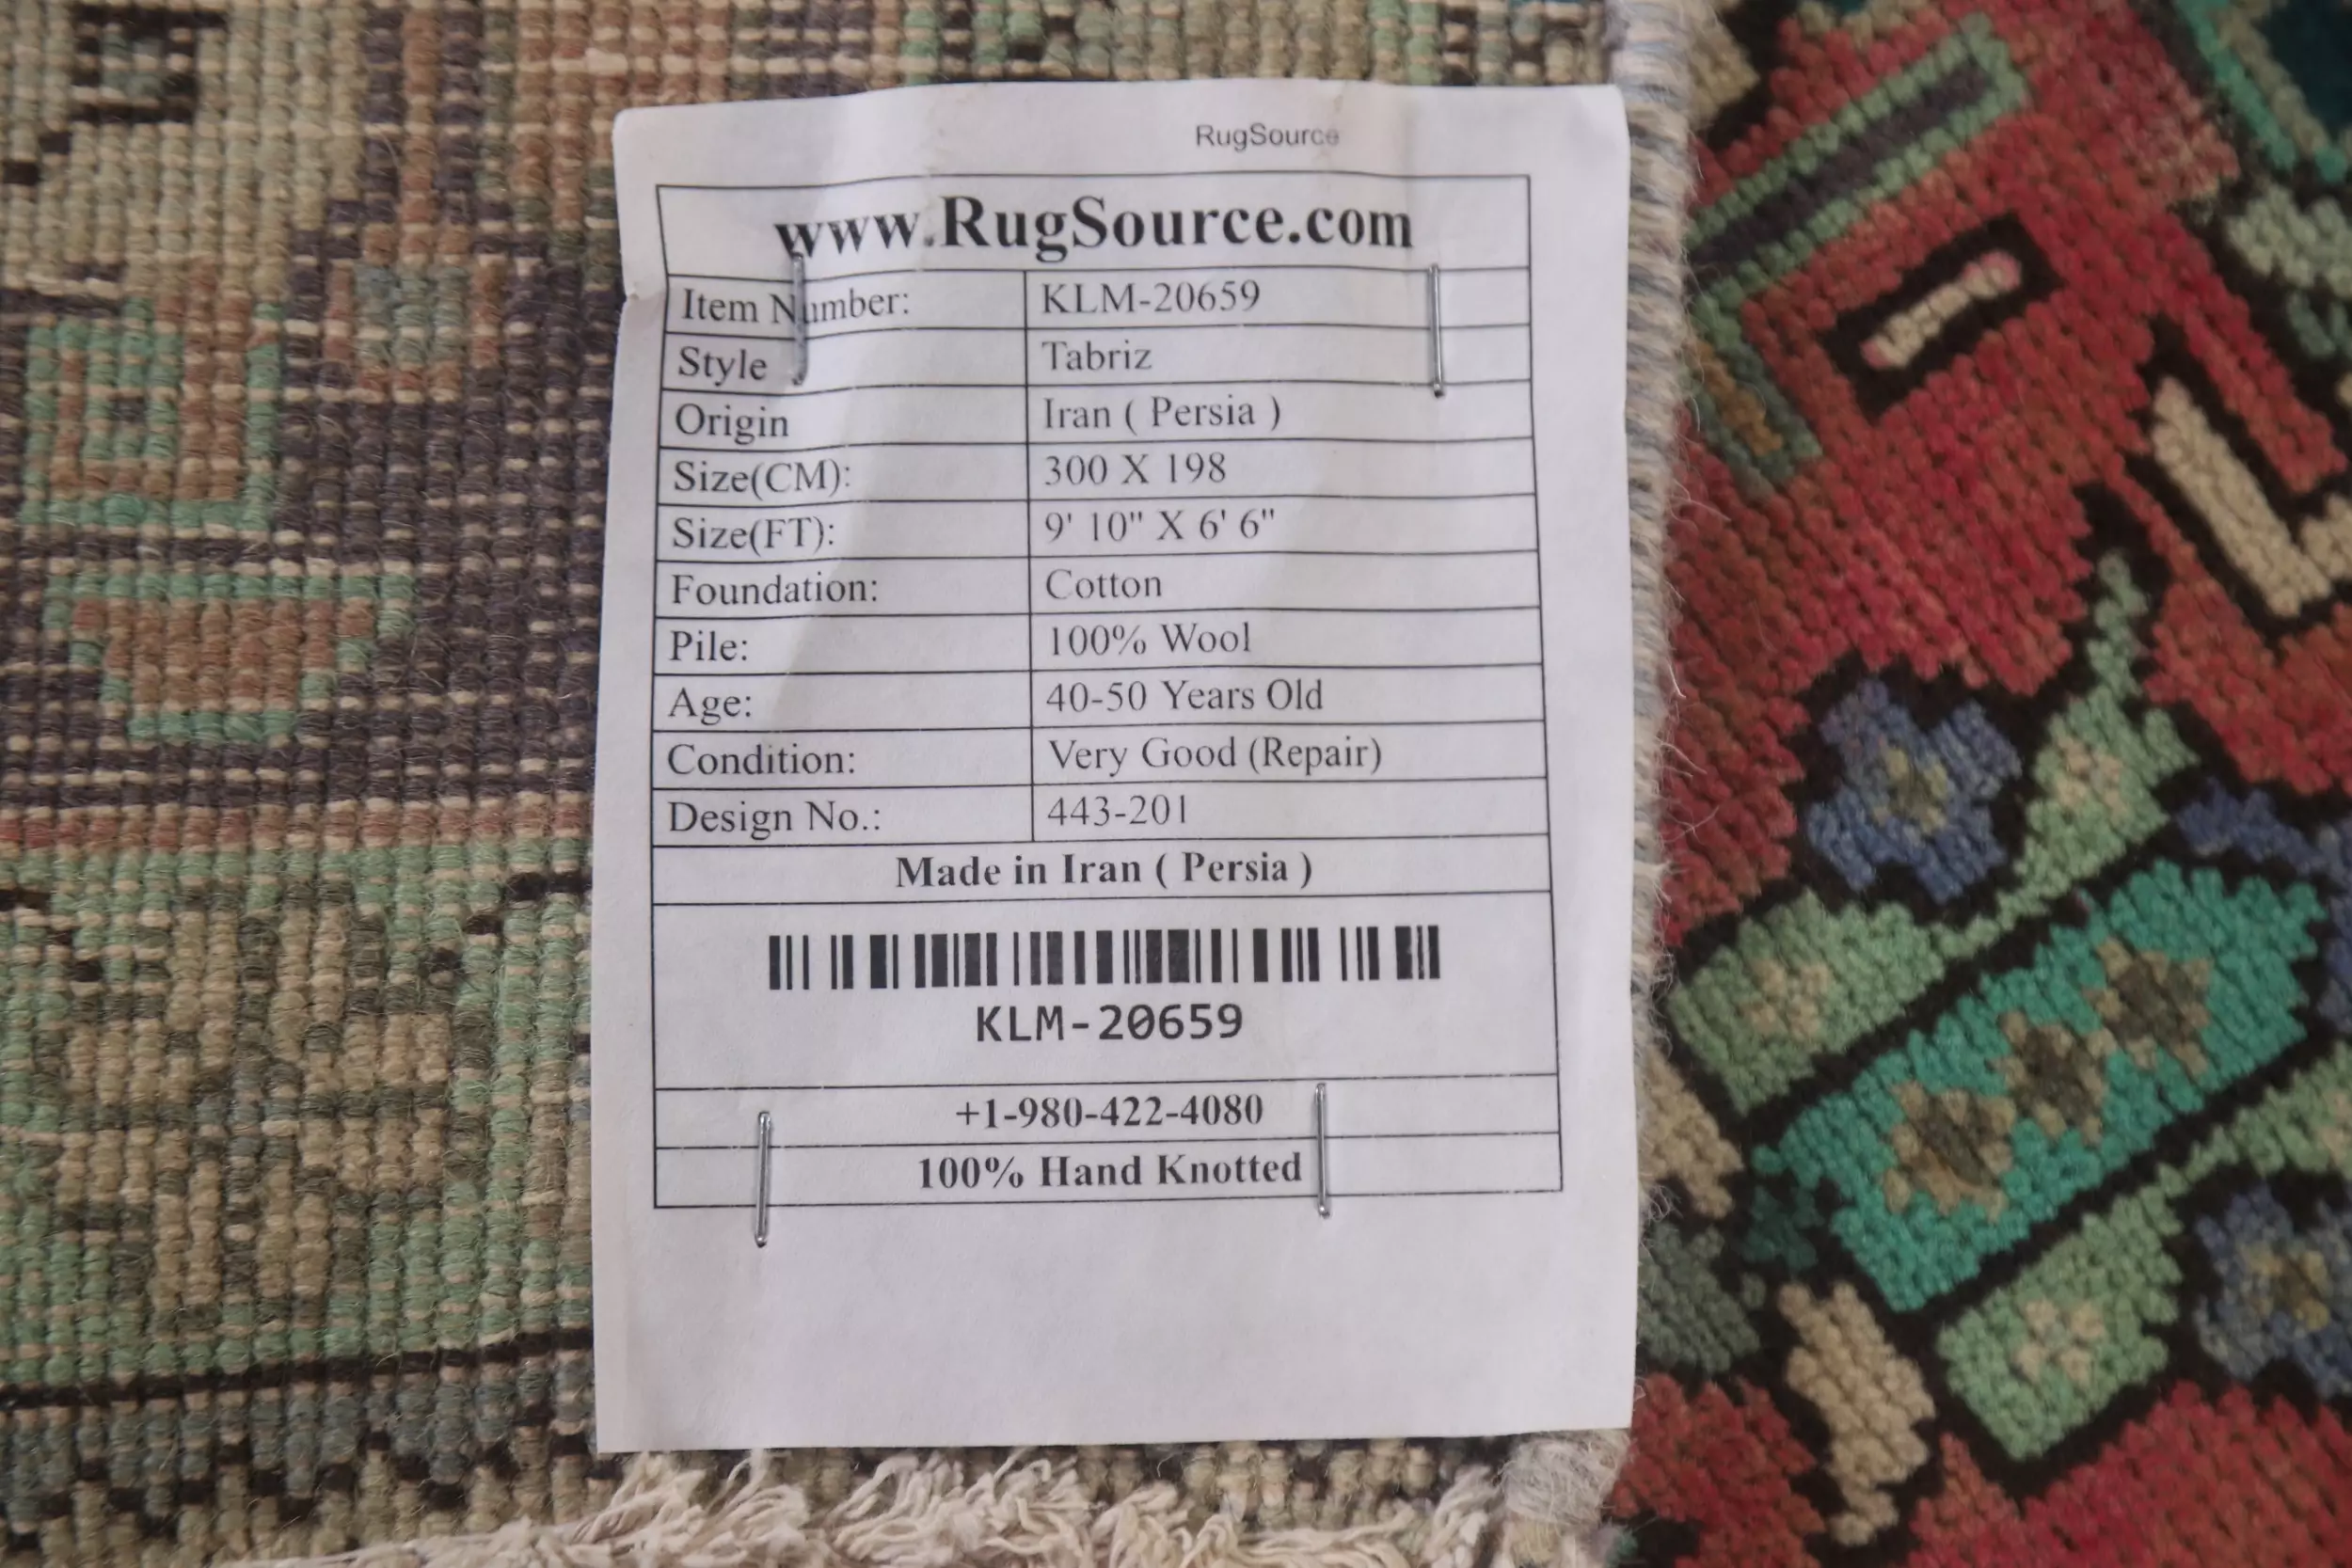 RugSource
www.RugSource.com
Item Number: KLM-20659
Style Tabriz
Origin Iran ( Persia )
Size(CM): 300 X 198
Size(FT): 9' 10" X 6' 6"
Foundation: Cotton
Pile: 100% Wool
Age: 40-50 Years Old
Condition: Very Good (Repair)
Design No.: 443-201
Made in Iran ( Persia )
KLM-20659
+1-980-422-4080
100% Hand Knotted